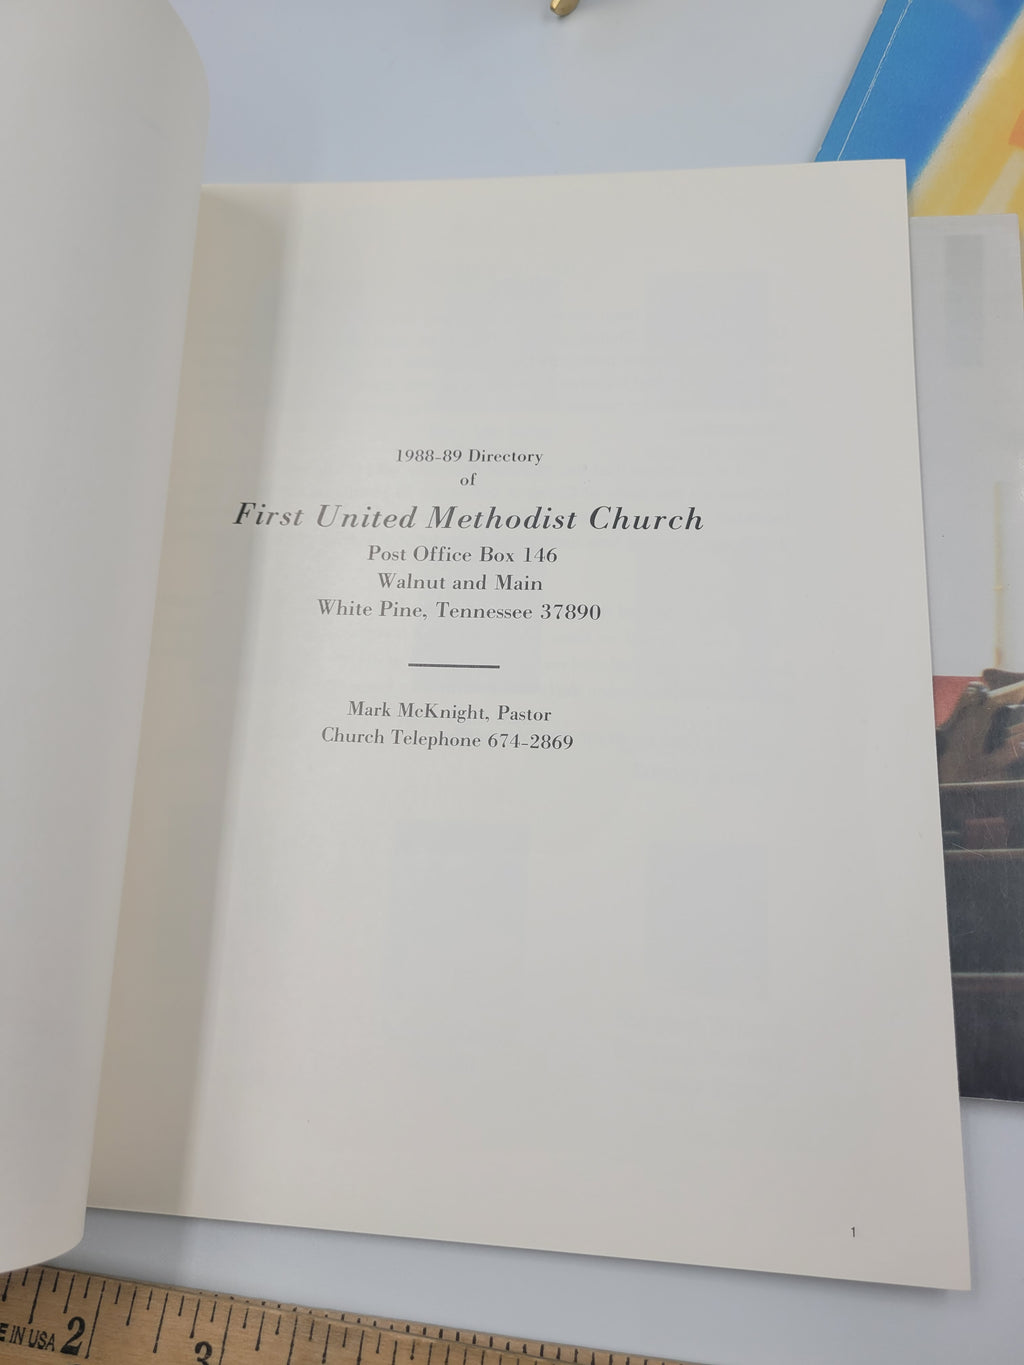 1988-89 Directory
of
First United Methodist Church
Post Office Box 146
Walnut and Main
White Pine, Tennessee 37890
Mark McKnight, Pastor
Church Telephone 674-2869
1
IN USA 2
3